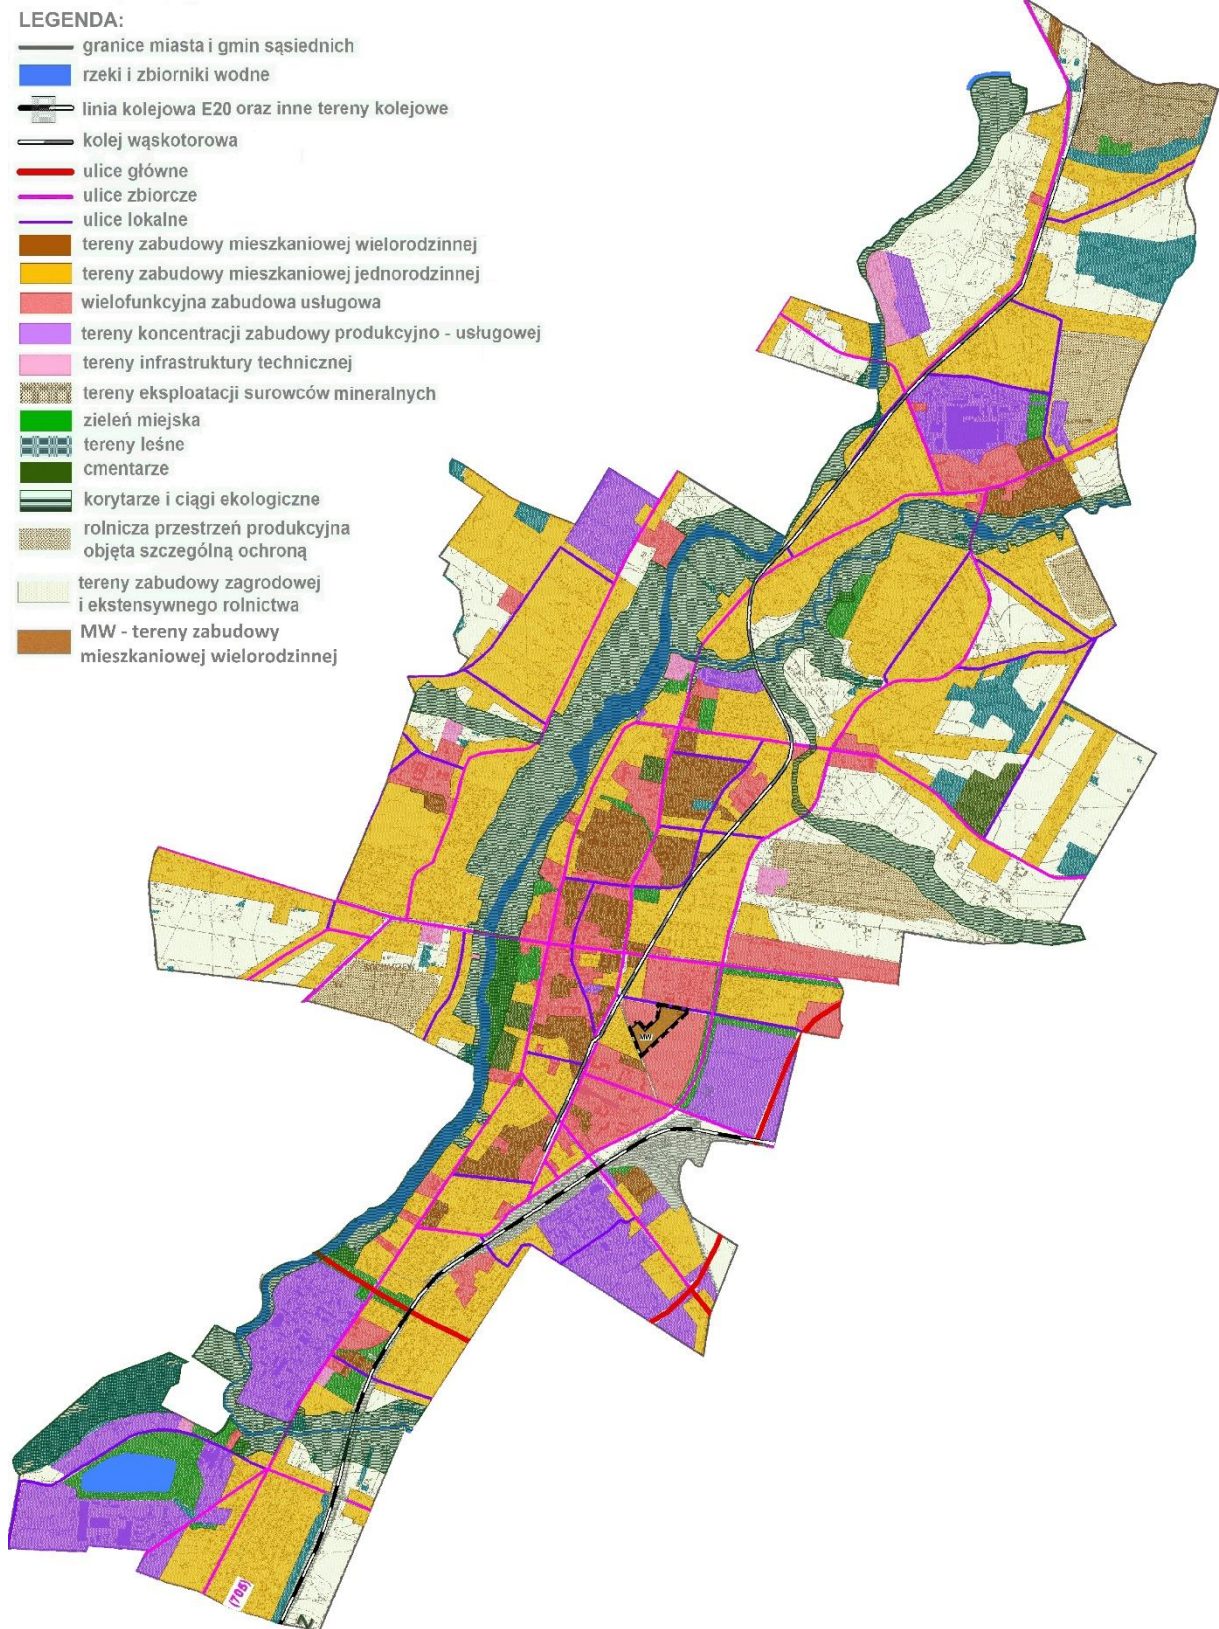 LEGENDA:
granice miasta i gmin sąsiednich
rzeki i zbiorniki wodne
linia kolejowa E20 oraz inne tereny kolejowe
kolej wąskotorowa
ulice główne
ulice zbiorcze
ulice lokalne
tereny zabudowy mieszkaniowej wielorodzinnej
tereny zabudowy mieszkaniowej jednorodzinnej
wielofunkcyjna zabudowa usługowa
tereny koncentracji zabudowy produkcyjno - usługowej
tereny infrastruktury technicznej
tereny eksploatacji surowców mineralnych
zieleń miejska
tereny leśne
cmentarze
korytarze i ciągi ekologiczne
rolnicza przestrzeń produkcyjna
objęta szczególną ochroną
tereny zabudowy zagrodowej
i ekstensywnego rolnictwa
MW - tereny zabudowy
mieszkaniowej wielorodzinnej
MW
(705)